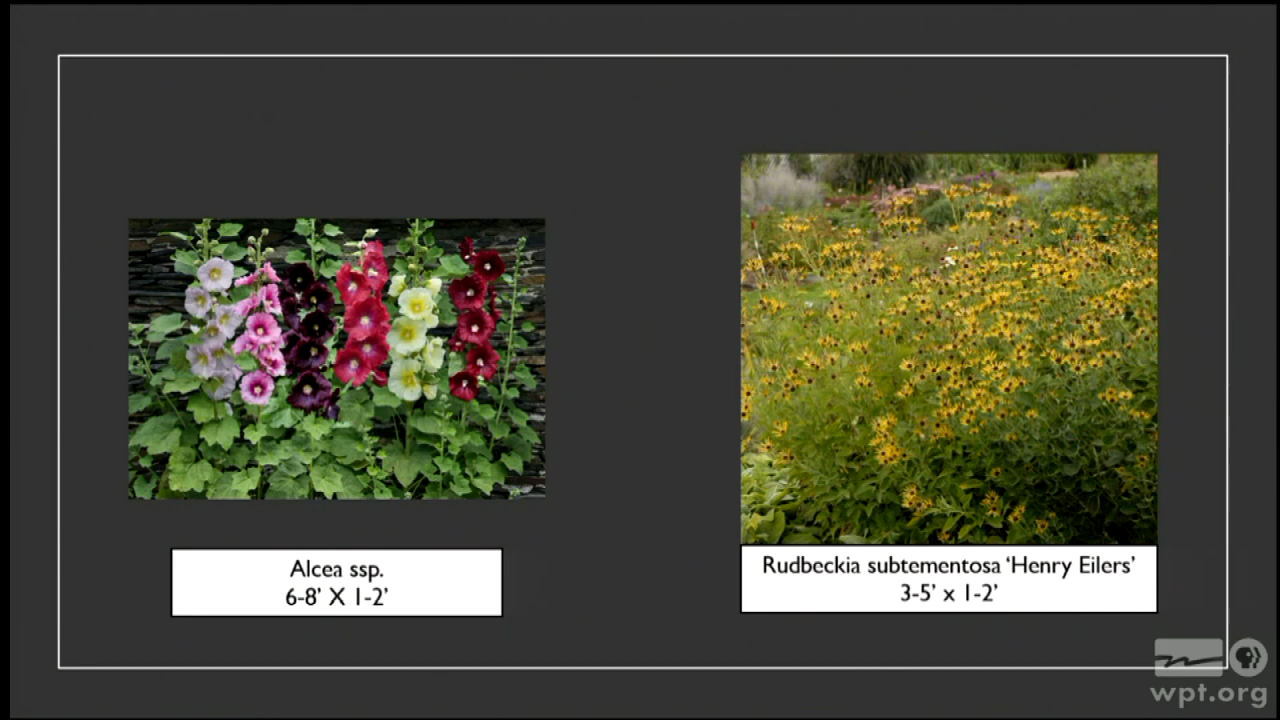 Alcea ssp.
6-8' X 1-2'
Rudbeckia subtementosa ‘Henry Eilers’
3-5' x 1-2'
wpt.org